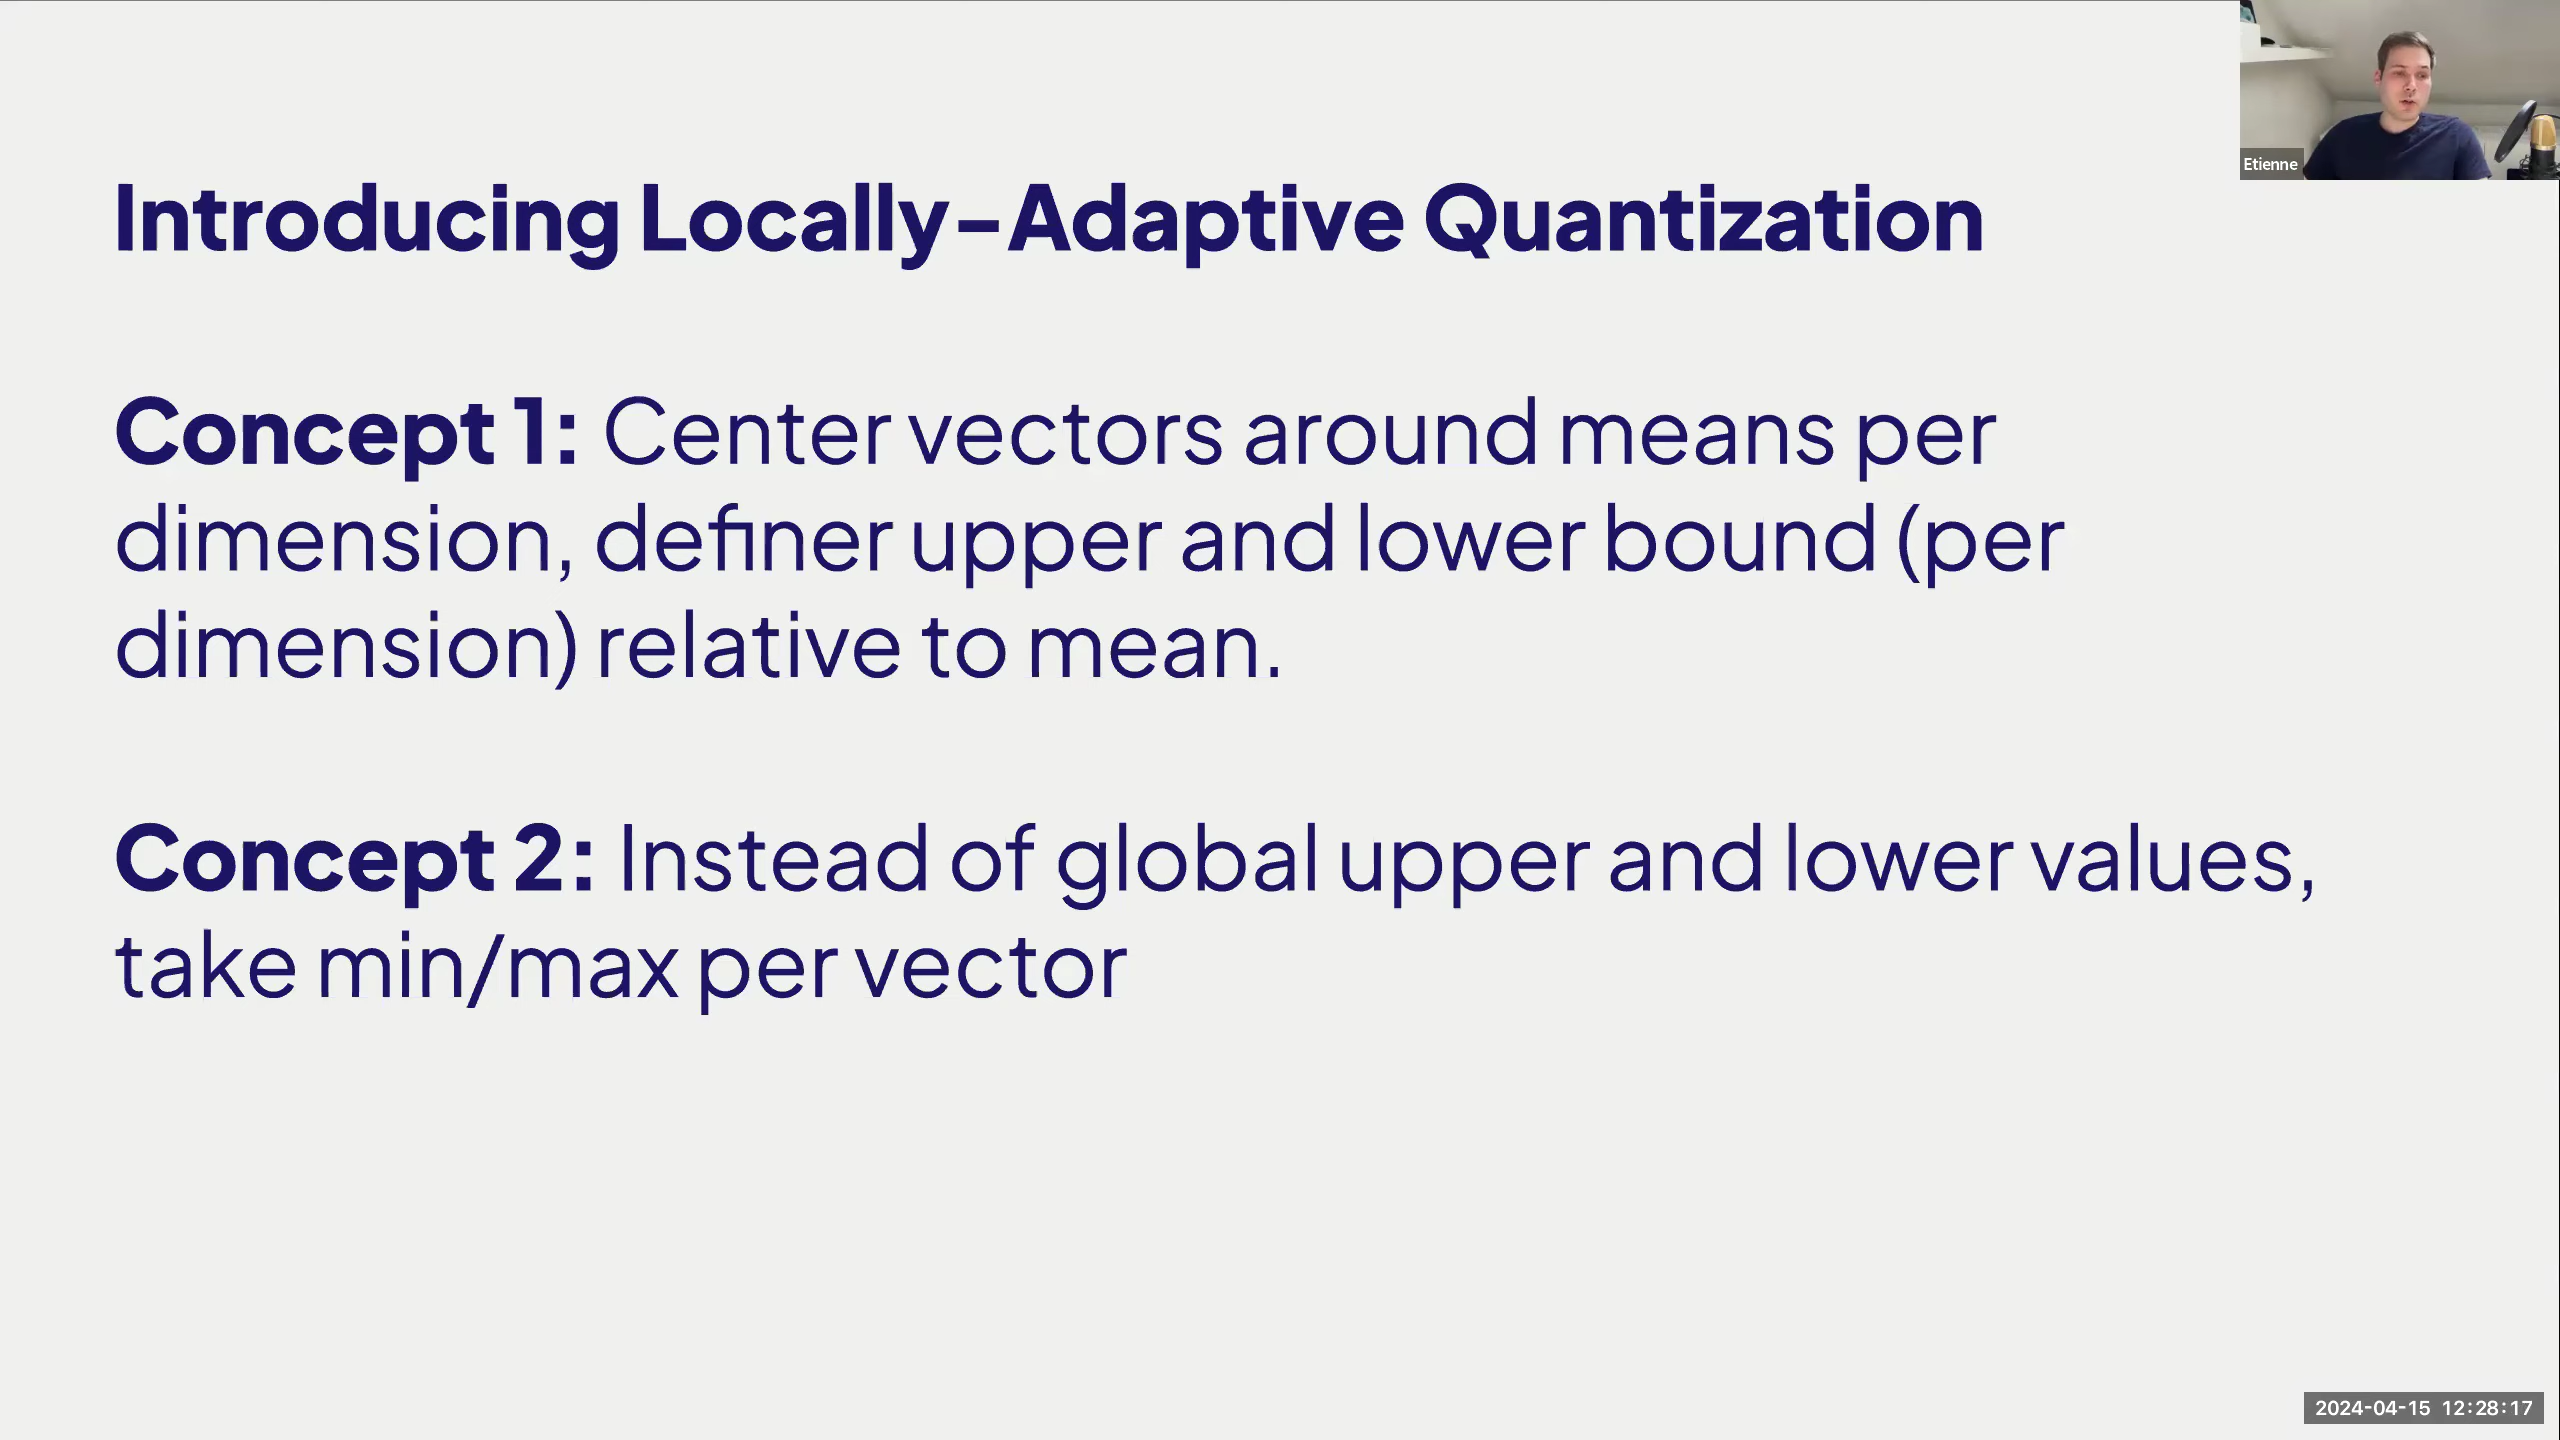 Etienne
Introducing Locally-Adaptive Quantization
Concept 1: Center vectors around means per
dimension, definer upper and lower bound (per
dimension) relative to mean.
Concept 2: Instead of global upper and lower values,
take min/max per vector
2024-04-15 12:28:17